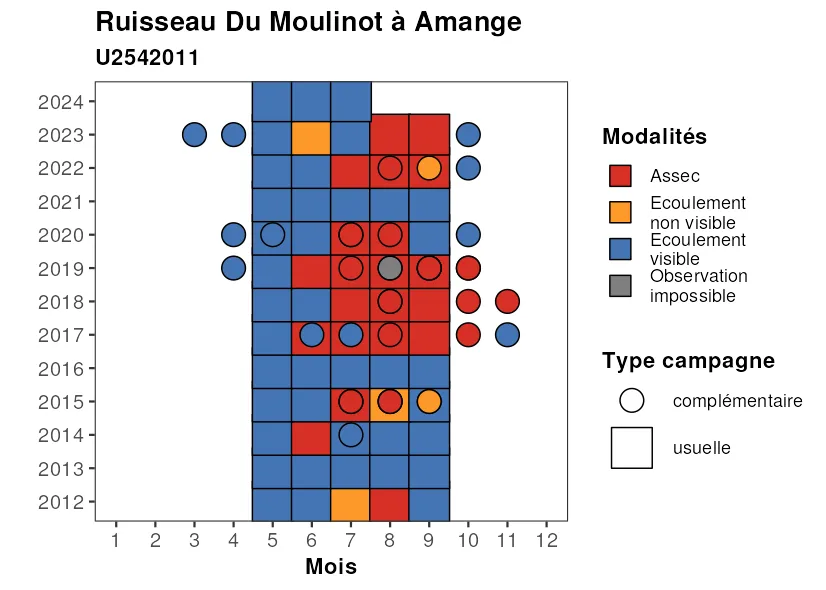 Ruisseau Du Moulinot à Amange
U2542011
2024
2023
2022
2021
2020
2019
2018
2017
2016
2015
2014
2013
2012
1 2 3 4 5 6 7 8 9 10 11 12
Mois
Modalités
Assec
Ecoulement
non visible
Ecoulement
visible
Observation
impossible
Type campagne
complémentaire
usuelle